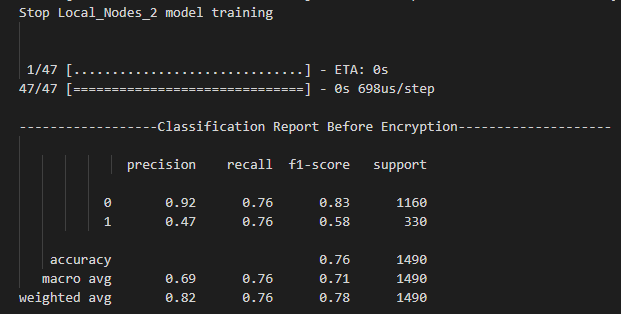 Stop Local_Nodes_2 model training
1/47 [..............................] - ETA: 0s
47/47 [==============================] - 0s 698us/step
------------------Classification Report Before Encryption--------------------
precision recall f1-score support
0 0.92 0.76 0.83 1160
1 0.47 0.76 0.58 330
accuracy 0.76 1490
macro avg 0.69 0.76 0.71 1490
weighted avg 0.82 0.76 0.78 1490